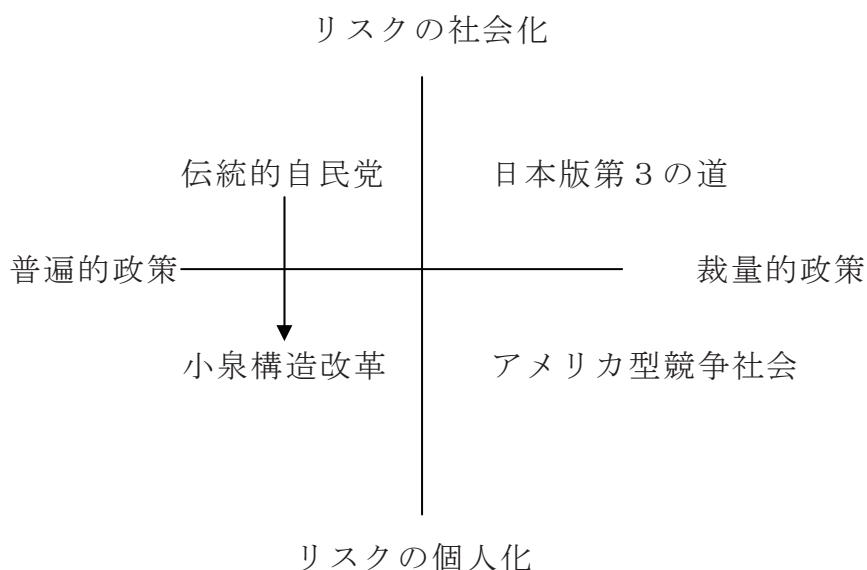 リスクの社会化
伝統的自民党 日本版第３の道
普遍的政策 裁量的政策
小泉構造改革 アメリカ型競争社会
リスクの個人化